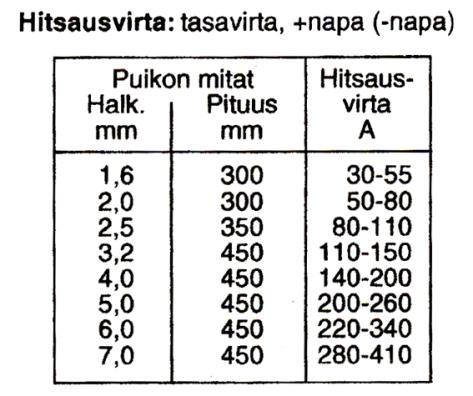 Hitsausvirta: tasavirta, +napa (-napa)
Puikon mitat Hitsaus-
Halk. Pituus virta
mm mm A
1,6 300 30-55
2,0 300 50-80
2,5 350 80-110
3,2 450 110-150
4,0 450 140-200
5,0 450 200-260
6,0 450 220-340
7,0 450 280-410